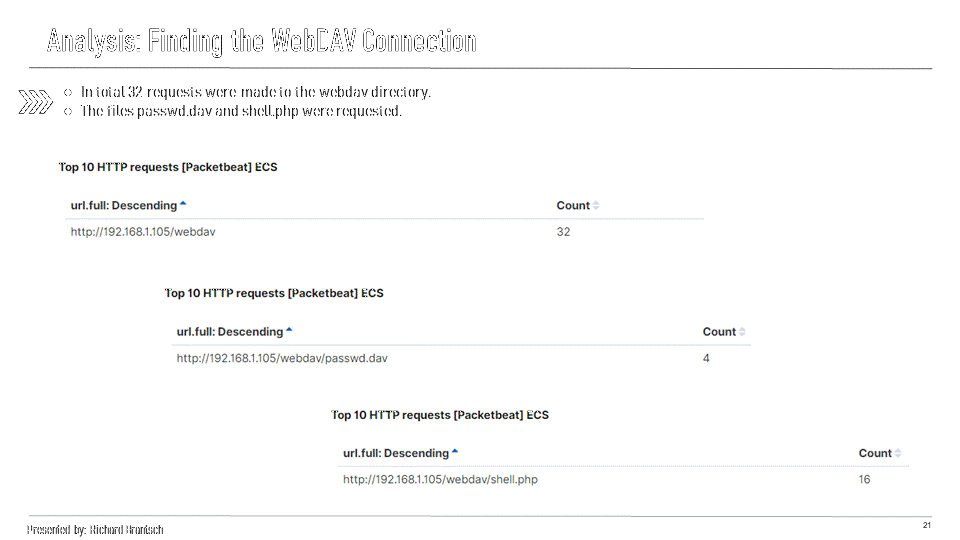 Analysis: Finding the WebDAV Connection
○ In total 32 requests were made to the webdav directory.
○ The files passwd.dav and shell.php were requested.
Top 10 HTTP requests [Packetbeat] ECS
url.full: Descending Count
http://192.168.1.105/webdav 32
Top 10 HTTP requests [Packetbeat] ECS
url.full: Descending Count
http://192.168.1.105/webdav/passwd.dav 4
Top 10 HTTP requests [Packetbeat] ECS
url.full: Descending Count
http://192.168.1.105/webdav/shell.php 16
Presented by: Richard
21